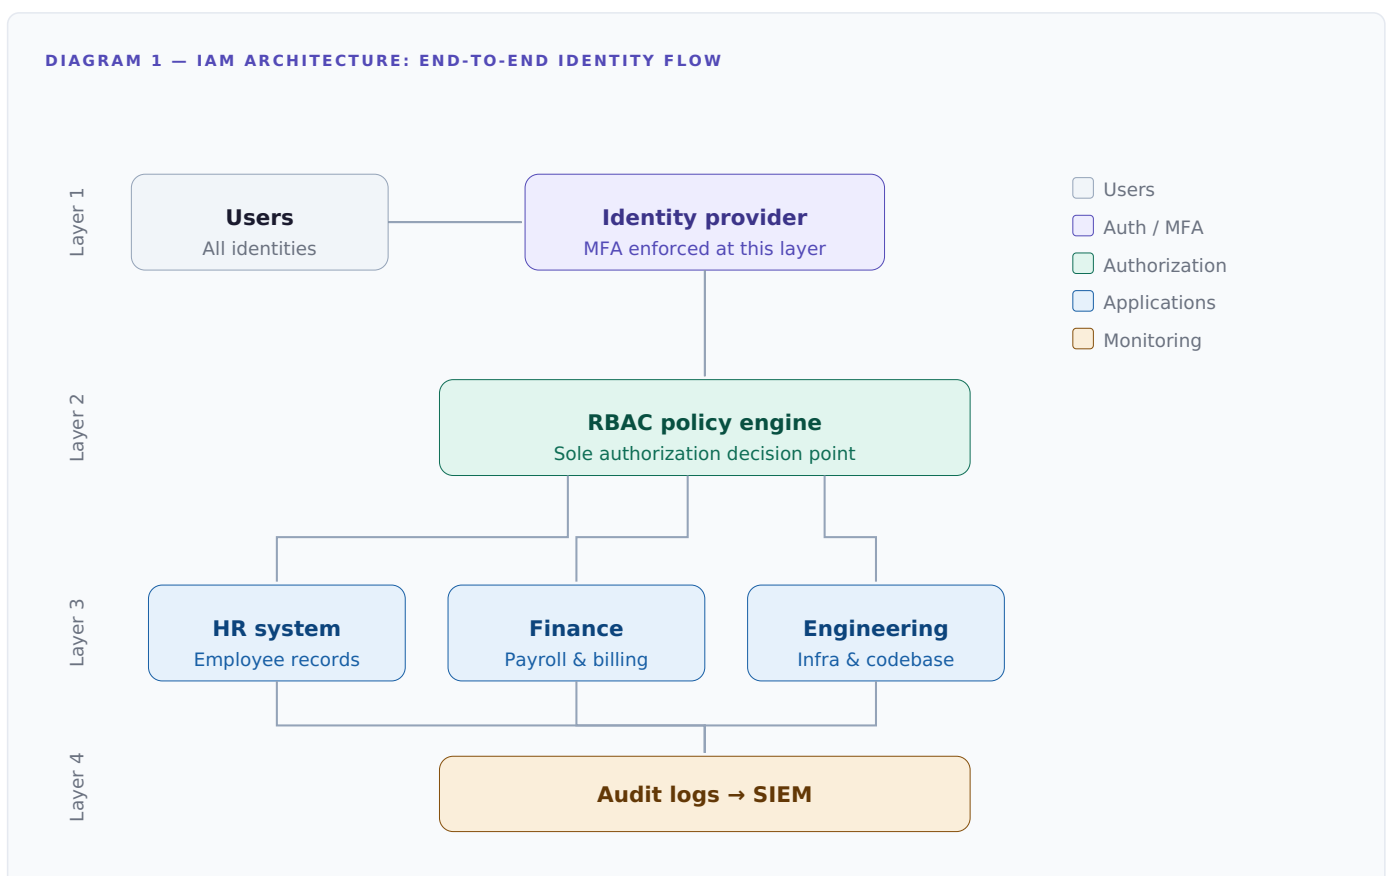 DIAGRAM 1 — IAM ARCHITECTURE: END-TO-END IDENTITY FLOW
Layer 1
Users
All identities
Identity provider
MFA enforced at this layer
Users
Auth / MFA
Authorization
Applications
Monitoring
Layer 2
RBAC policy engine
Sole authorization decision point
Layer 3
HR system
Employee records
Finance
Payroll & billing
Engineering
Infra & codebase
Layer 4
Audit logs → SIEM